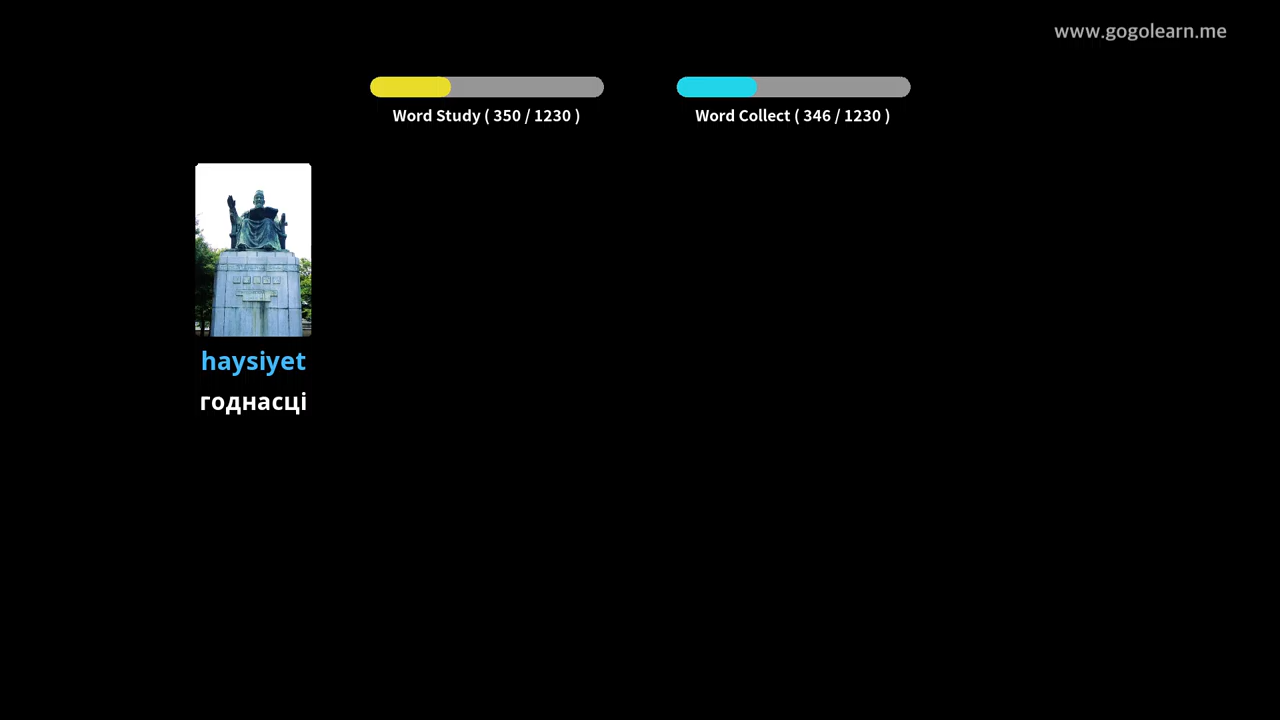 www.gogolearn.me
Word Study ( 350 / 1230 )
Word Collect ( 346 / 1230 )
haysiyet
годнасці